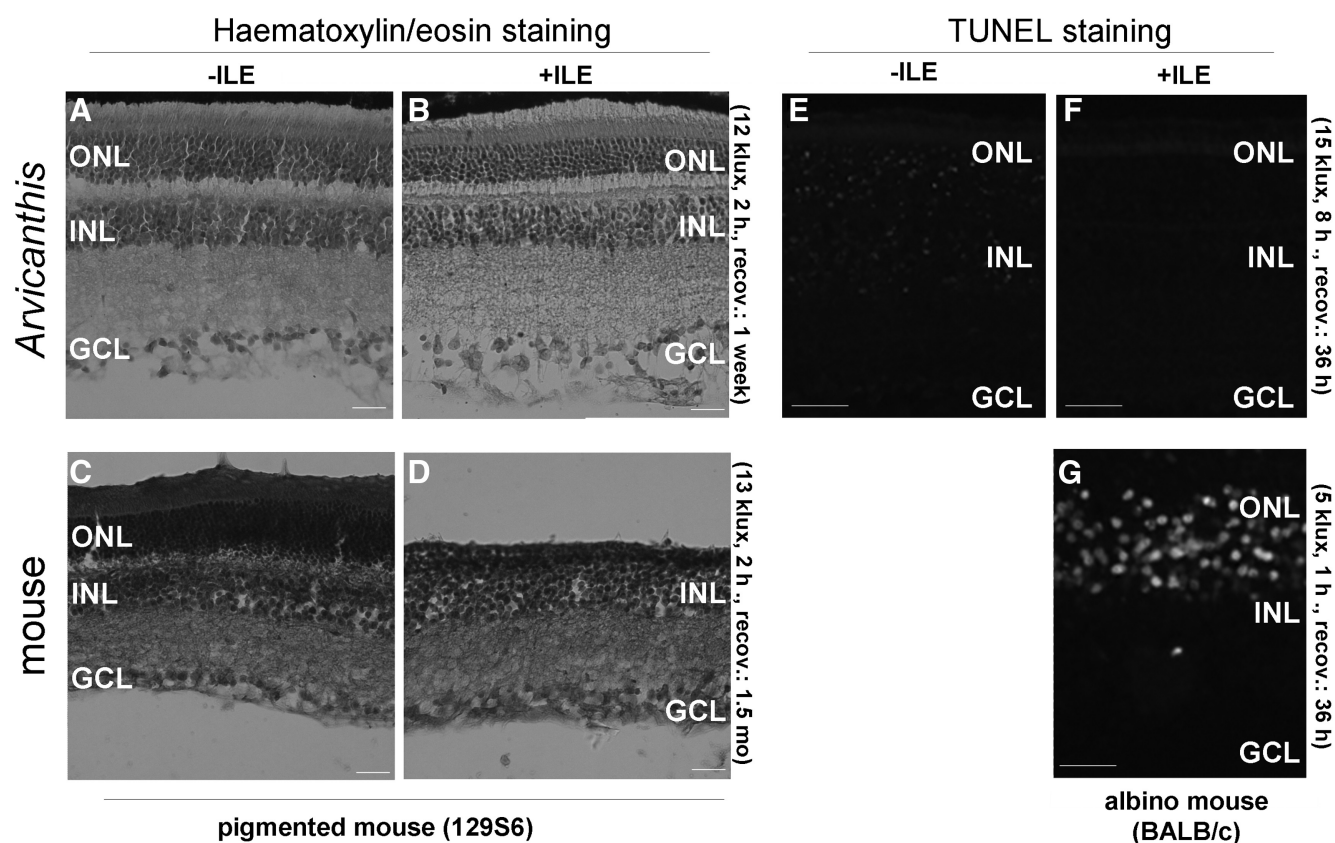 Haematoxylin/eosin staining
TUNEL staining
-ILE
+ILE
-ILE
+ILE
Arvicanthis
A
ONL
INL
GCL
B
ONL
INL
GCL
(12 klux, 2 h., recov.: 1 week)
E
ONL
INL
GCL
F
ONL
INL
GCL
(15 klux, 8 h ., recov.: 36 h)
mouse
C
ONL
INL
GCL
D
INL
GCL
(13 klux, 2 h ., recov.: 1.5 mo)
G
ONL
INL
GCL
(5 klux, 1 h ., recov.: 36 h)
pigmented mouse (129S6)
albino mouse
(BALB/c)